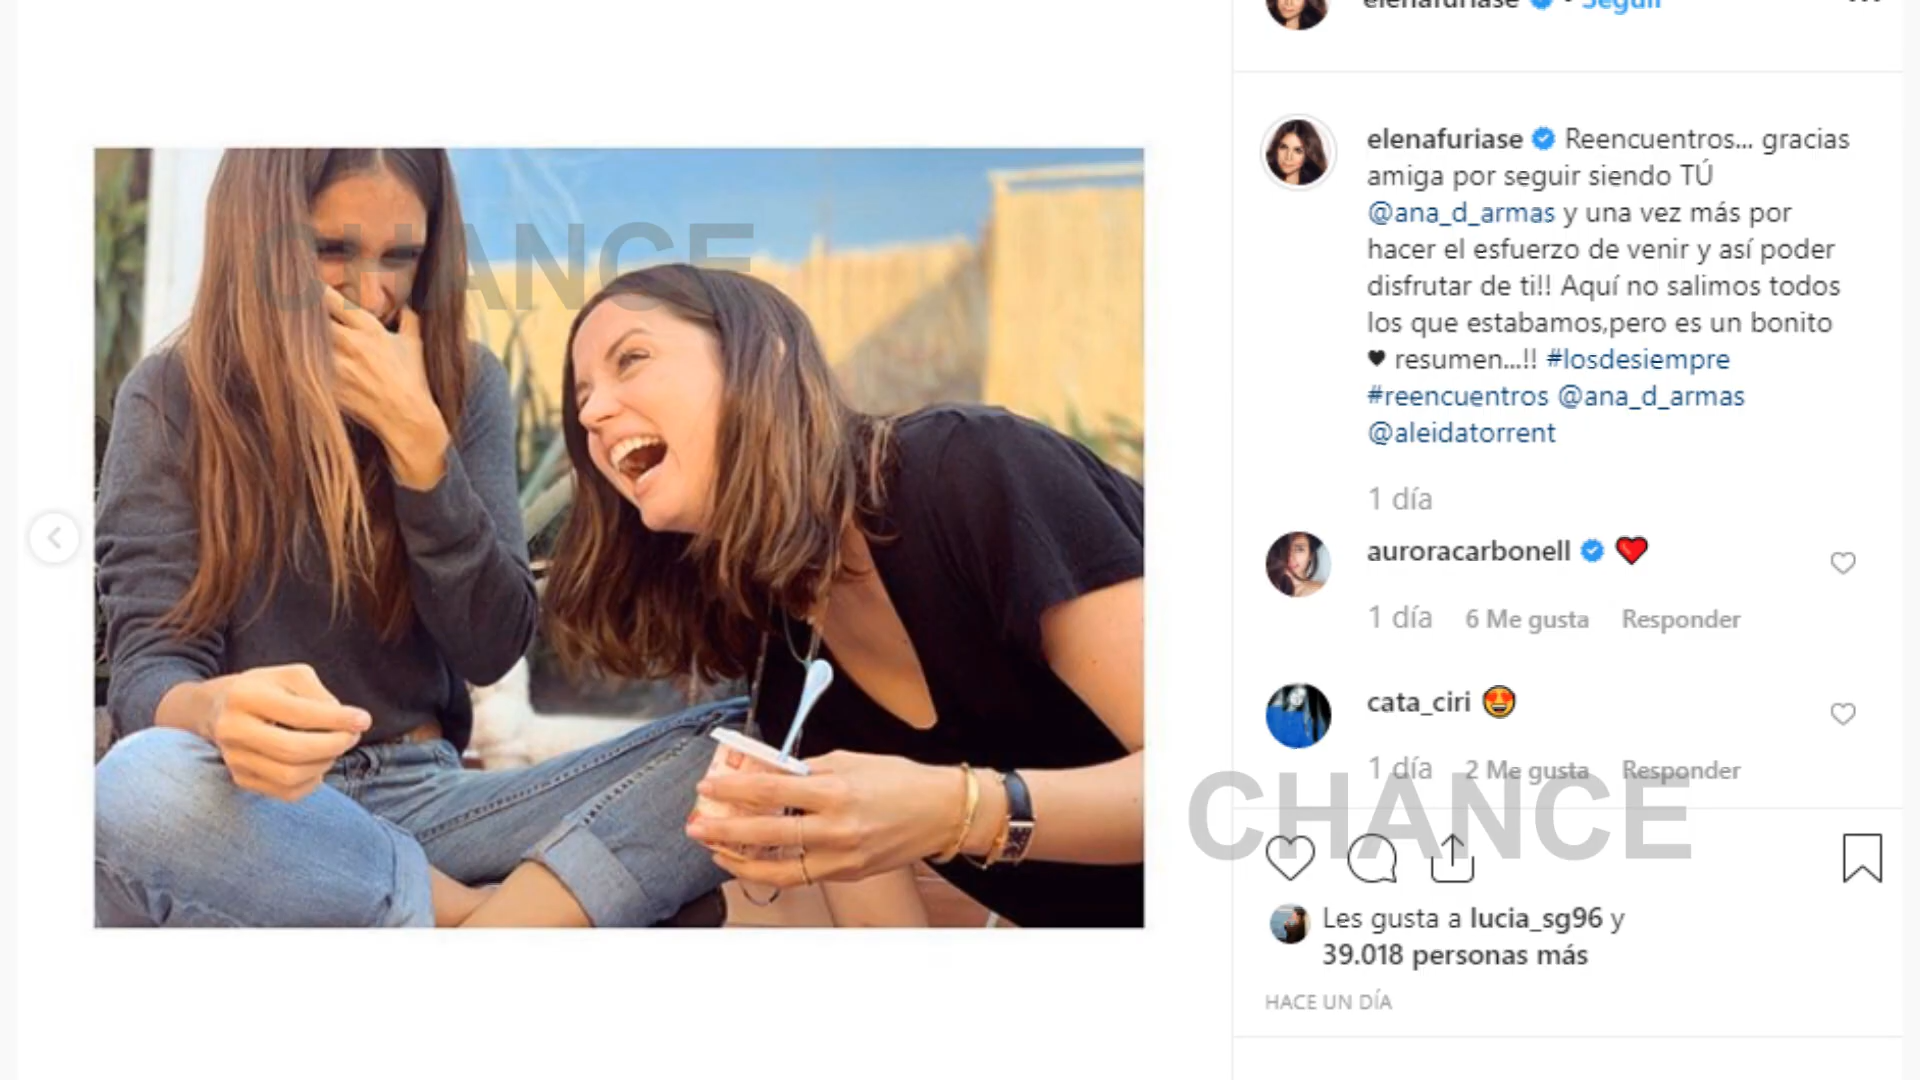 elenafuriase • Seguir
CHANCE
elenafuriase Reencuentros... gracias
amiga por seguir siendo TÚ
@ana_d_armas y una vez más por
hacer el esfuerzo de venir y así poder
disfrutar de ti!! Aquí no salimos todos
los que estabamos,pero es un bonito
♥ resumen...!! #losdesiempre
#reencuentros @ana_d_armas
@aleidatorrent
1 día
auroracarbonell ❤️
1 día 6 Me gusta Responder
cata_ciri 😍
1 día 2 Me gusta Responder
CHANCE
Les gusta a lucia_sg96 y
39.018 personas más
HACE UN DÍA